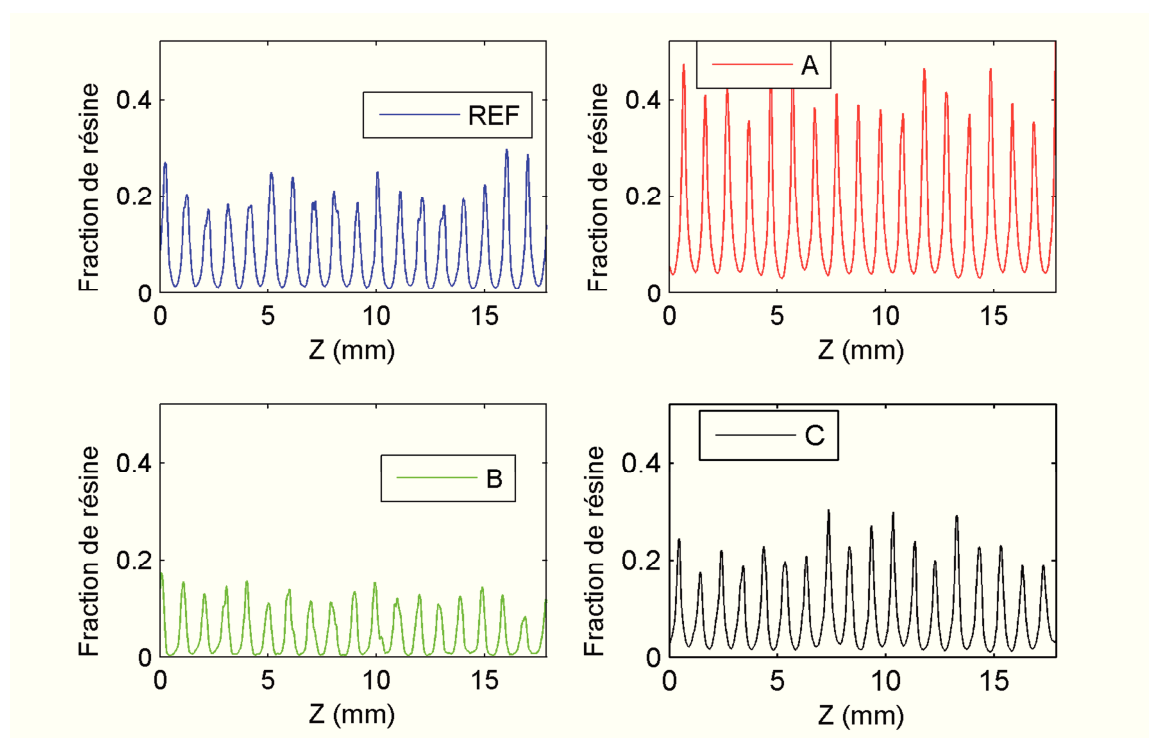 Fraction de résine
0.4
0.2
0
REF
0 5 10 15
Z (mm)
Fraction de résine
0.4
0.2
0
A
0 5 10 15
Z (mm)
Fraction de résine
0.4
0.2
0
B
0 5 10 15
Z (mm)
Fraction de résine
0.4
0.2
0
C
0 5 10 15
Z (mm)